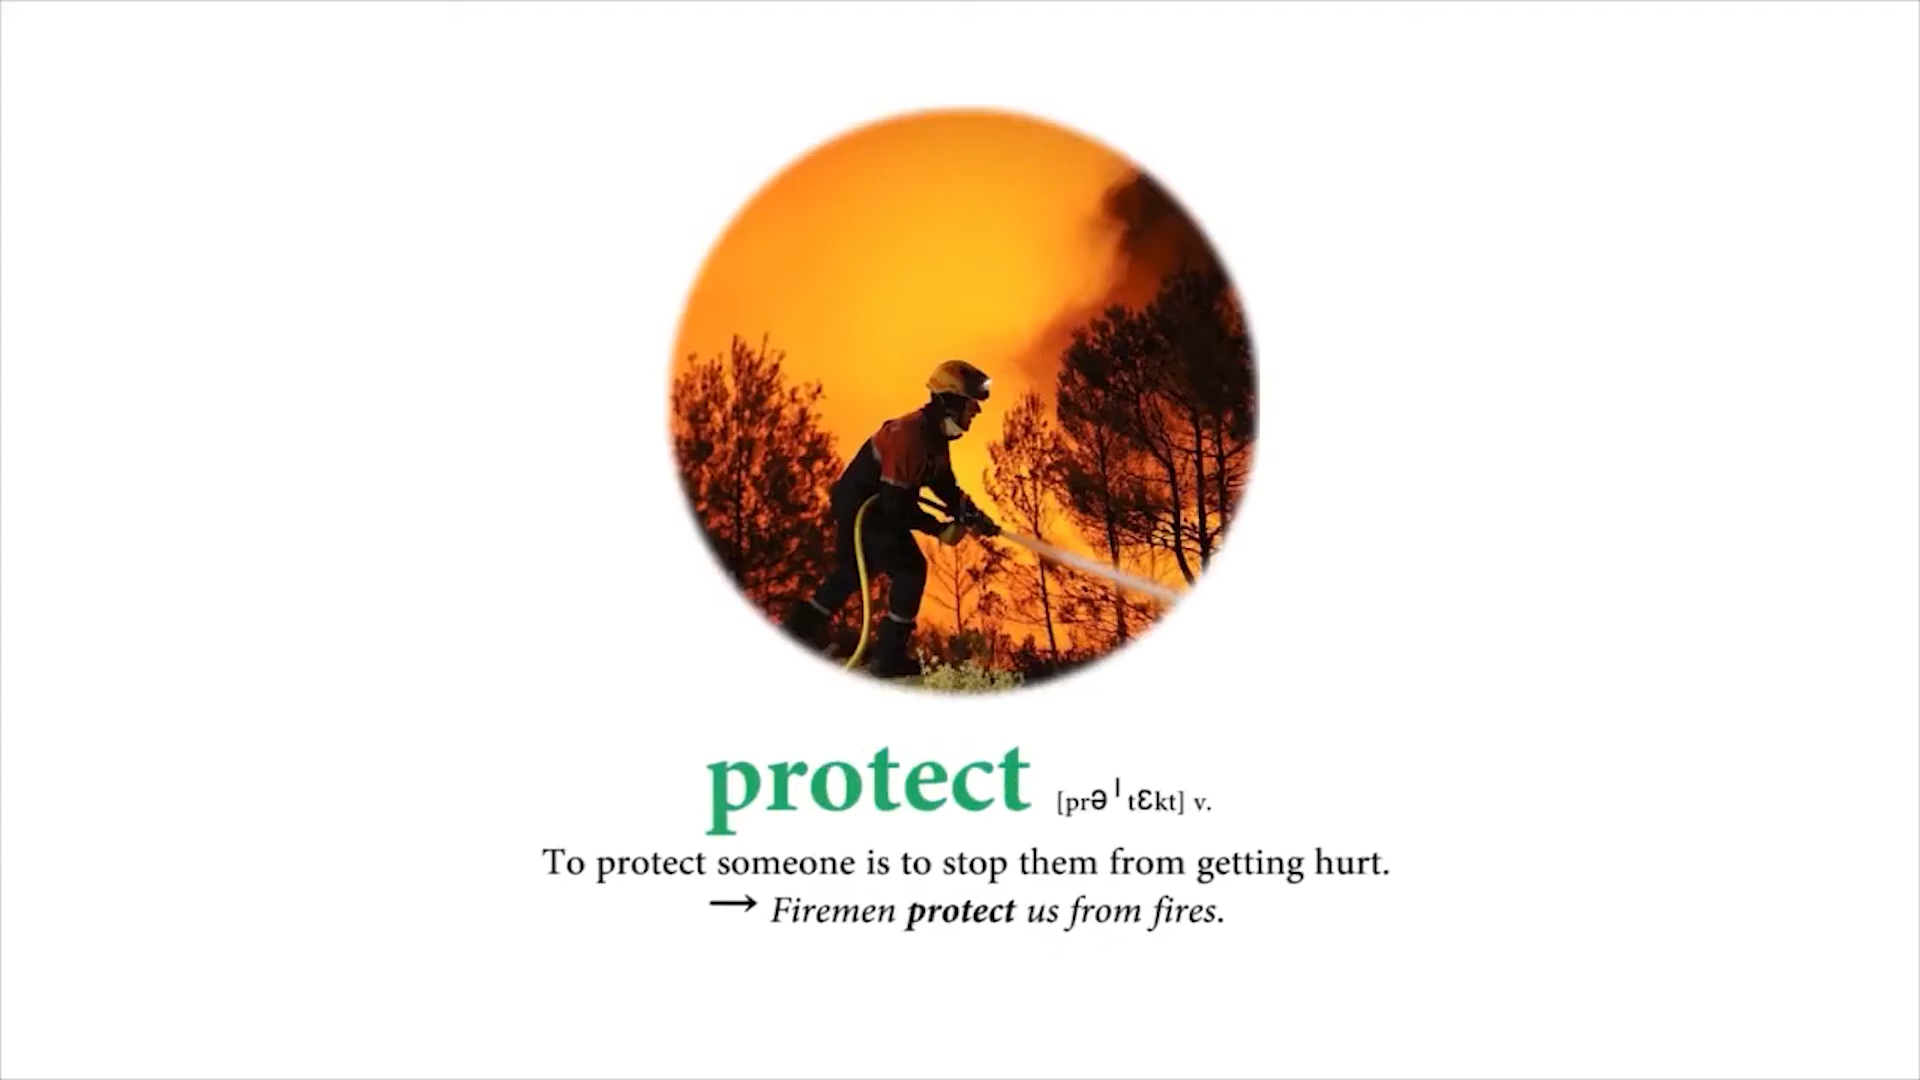 protect [prəˈtɛkt] v.
To protect someone is to stop them from getting hurt.
→ Firemen protect us from fires.